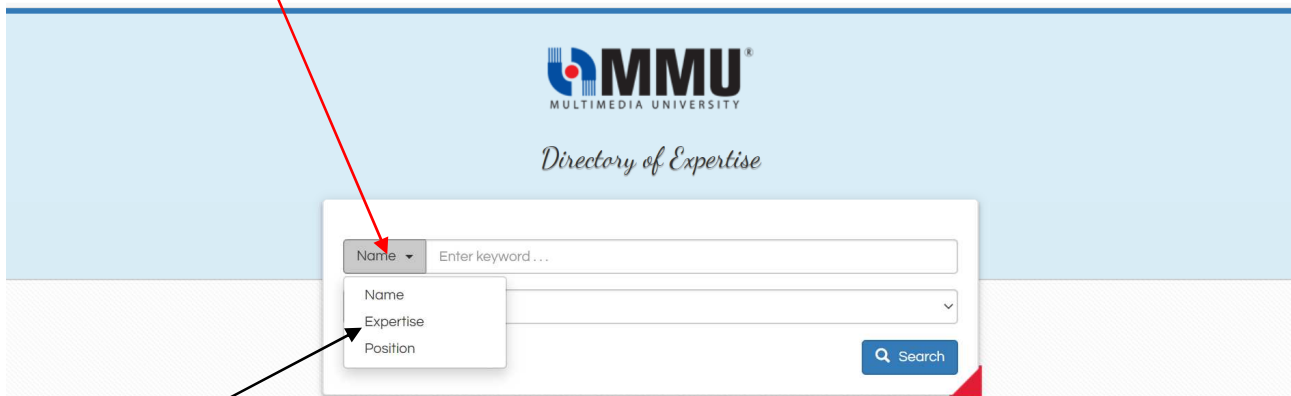 MMU®
MULTIMEDIA UNIVERSITY
Directory of Expertise
Name Enter keyword . . .
Name
Expertise
Position
Search